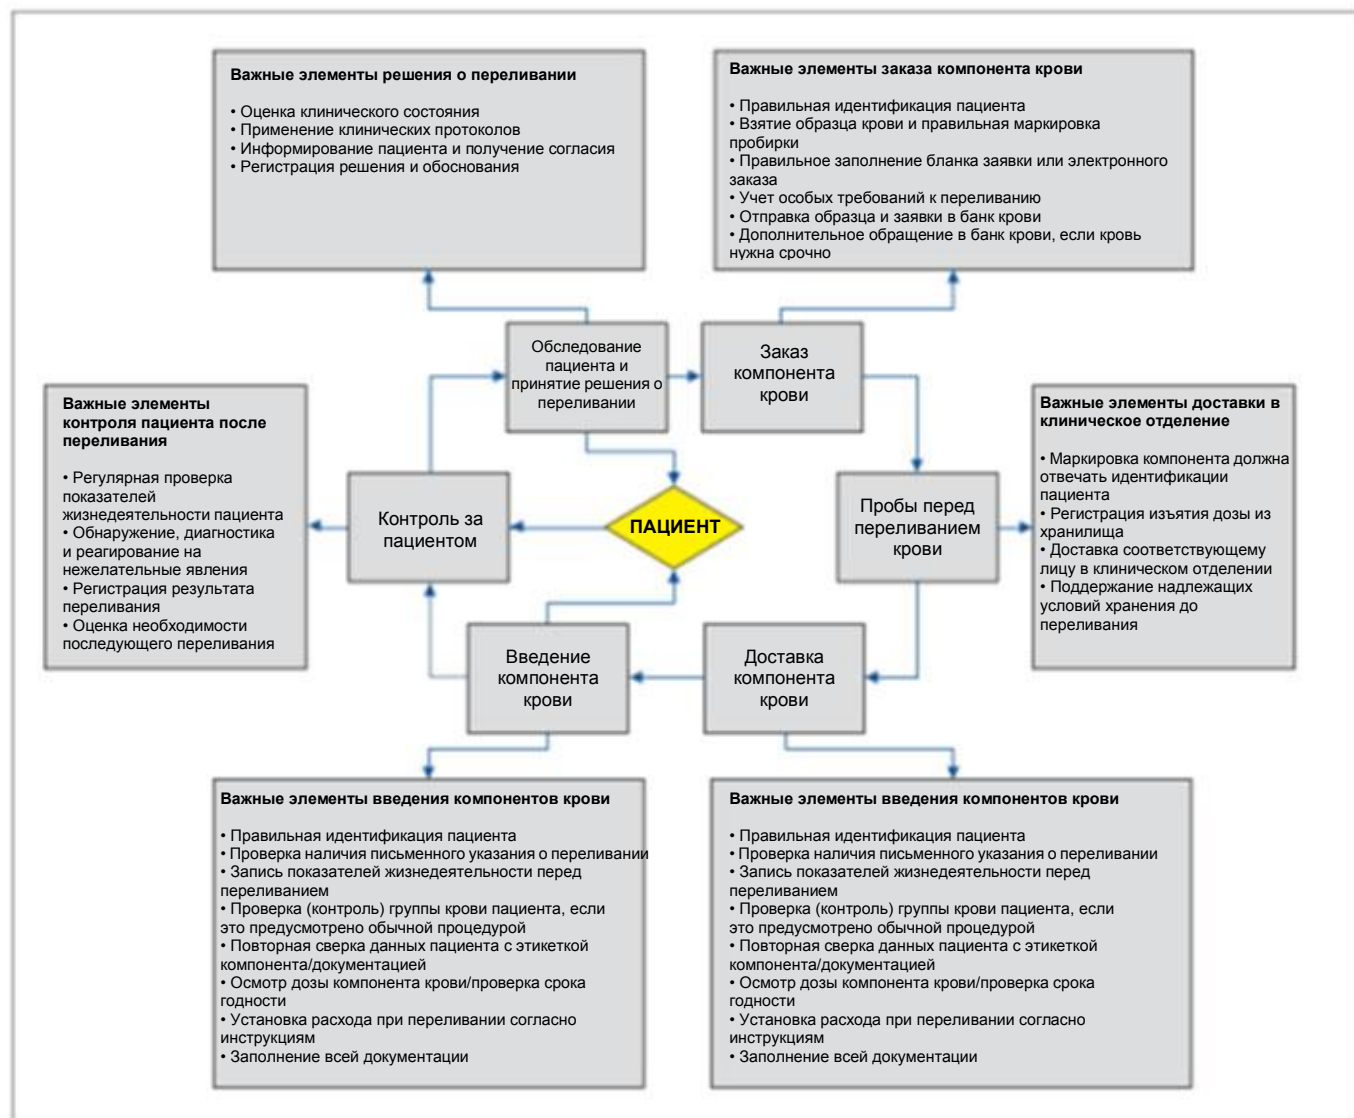 Важные элементы решения о переливании
• Оценка клинического состояния
• Применение клинических протоколов
• Информирование пациента и получение согласия
• Регистрация решения и обоснования
Важные элементы заказа компонента крови
• Правильная идентификация пациента
• Взятие образца крови и правильная маркировка
пробирки
• Правильное заполнение бланка заявки или электронного
заказа
• Учет особых требований к переливанию
• Отправка образца и заявки в банк крови
• Дополнительное обращение в банк крови, если кровь
нужна срочно
Обследование
пациента и
принятие решения о
переливании
Заказ
компонента
крови
Важные элементы
контроля пациента после
переливания
• Регулярная проверка
показателей
жизнедеятельности пациента
• Обнаружение, диагностика
и реагирование на
нежелательные явления
• Регистрация результата
переливания
• Оценка необходимости
последующего переливания
Контроль за
пациентом
ПАЦИЕНТ
Пробы перед
переливанием
крови
Важные элементы доставки в
клиническое отделение
• Маркировка компонента должна
отвечать идентификации
пациента
• Регистрация изъятия дозы из
хранилища
• Доставка соответствующему
лицу в клиническом отделении
• Поддержание надлежащих
условий хранения до
переливания
Введение
компонента
крови
Доставка
компонента
крови
Важные элементы введения компонентов крови
• Правильная идентификация пациента
• Проверка наличия письменного указания о переливании
• Запись показателей жизнедеятельности перед
переливанием
• Проверка (контроль) группы крови пациента, если
это предусмотрено обычной процедурой
• Повторная сверка данных пациента с этикеткой
компонента/документацией
• Осмотр дозы компонента крови/проверка срока
годности
• Установка расхода при переливании согласно
инструкциям
• Заполнение всей документации
Важные элементы введения компонентов крови
• Правильная идентификация пациента
• Проверка наличия письменного указания о переливании
• Запись показателей жизнедеятельности перед
переливанием
• Проверка (контроль) группы крови пациента, если
это предусмотрено обычной процедурой
• Повторная сверка данных пациента с этикеткой
компонента/документацией
• Осмотр дозы компонента крови/проверка срока
годности
• Установка расхода при переливании согласно
инструкциям
• Заполнение всей документации